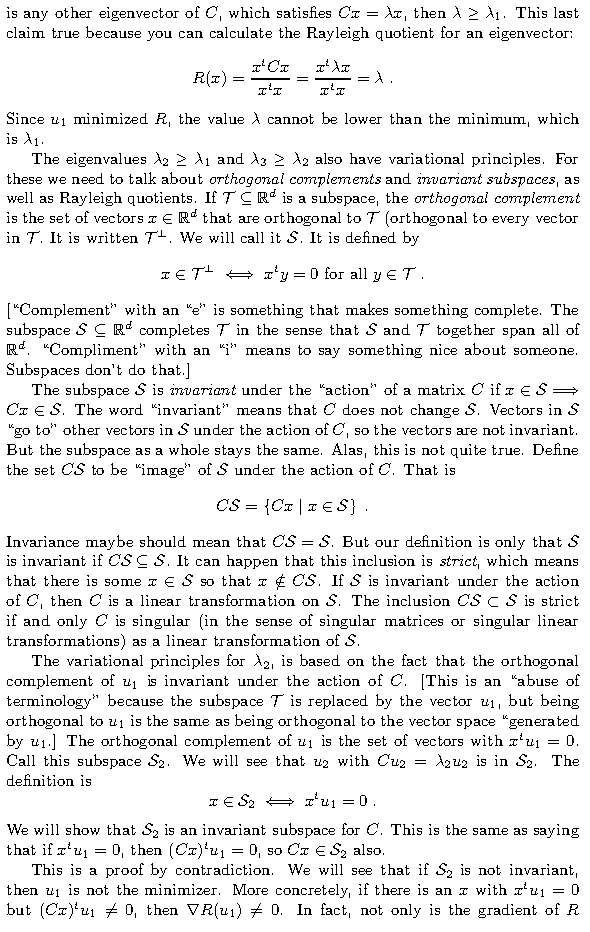 is any other eigenvector of C, which satisfies Cx = λx, then λ ≥ λ₁. This last
claim true because you can calculate the Rayleigh quotient for an eigenvector:
R(x) = xᵗCx / xᵗx = xᵗλx / xᵗx = λ .
Since u₁ minimized R, the value λ cannot be lower than the minimum, which
is λ₁.
The eigenvalues λ₂ ≥ λ₁ and λ₃ ≥ λ₂ also have variational principles. For
these we need to talk about orthogonal complements and invariant subspaces, as
well as Rayleigh quotients. If 𝒯 ⊆ ℝᵈ is a subspace, the orthogonal complement
is the set of vectors x ∈ ℝᵈ that are orthogonal to 𝒯 (orthogonal to every vector
in 𝒯. It is written 𝒯⊥. We will call it 𝒮. It is defined by
x ∈ 𝒯⊥ ⟺ xᵗy = 0 for all y ∈ 𝒯 .
[“Complement” with an “e” is something that makes something complete. The
subspace 𝒮 ⊆ ℝᵈ completes 𝒯 in the sense that 𝒮 and 𝒯 together span all of
ℝᵈ. “Compliment” with an “i” means to say something nice about someone.
Subspaces don't do that.]
The subspace 𝒮 is invariant under the “action” of a matrix C if x ∈ 𝒮 ⟹
Cx ∈ 𝒮. The word “invariant” means that C does not change 𝒮. Vectors in 𝒮
“go to” other vectors in 𝒮 under the action of C, so the vectors are not invariant.
But the subspace as a whole stays the same. Alas, this is not quite true. Define
the set C𝒮 to be “image” of 𝒮 under the action of C. That is
C𝒮 = {Cx | x ∈ 𝒮} .
Invariance maybe should mean that C𝒮 = 𝒮. But our definition is only that 𝒮
is invariant if C𝒮 ⊆ 𝒮. It can happen that this inclusion is strict, which means
that there is some x ∈ 𝒮 so that x ∉ C𝒮. If 𝒮 is invariant under the action
of C, then C is a linear transformation on 𝒮. The inclusion C𝒮 ⊂ 𝒮 is strict
if and only C is singular (in the sense of singular matrices or singular linear
transformations) as a linear transformation of 𝒮.
The variational principles for λ₂, is based on the fact that the orthogonal
complement of u₁ is invariant under the action of C. [This is an “abuse of
terminology” because the subspace 𝒯 is replaced by the vector u₁, but being
orthogonal to u₁ is the same as being orthogonal to the vector space “generated
by u₁.] The orthogonal complement of u₁ is the set of vectors with xᵗu₁ = 0.
Call this subspace 𝒮₂. We will see that u₂ with Cu₂ = λ₂u₂ is in 𝒮₂. The
definition is
x ∈ 𝒮₂ ⟺ xᵗu₁ = 0 .
We will show that 𝒮₂ is an invariant subspace for C. This is the same as saying
that if xᵗu₁ = 0, then (Cx)ᵗu₁ = 0, so Cx ∈ 𝒮₂ also.
This is a proof by contradiction. We will see that if 𝒮₂ is not invariant,
then u₁ is not the minimizer. More concretely, if there is an x with xᵗu₁ = 0
but (Cx)ᵗu₁ ≠ 0, then ∇R(u₁) ≠ 0. In fact, not only is the gradient of R